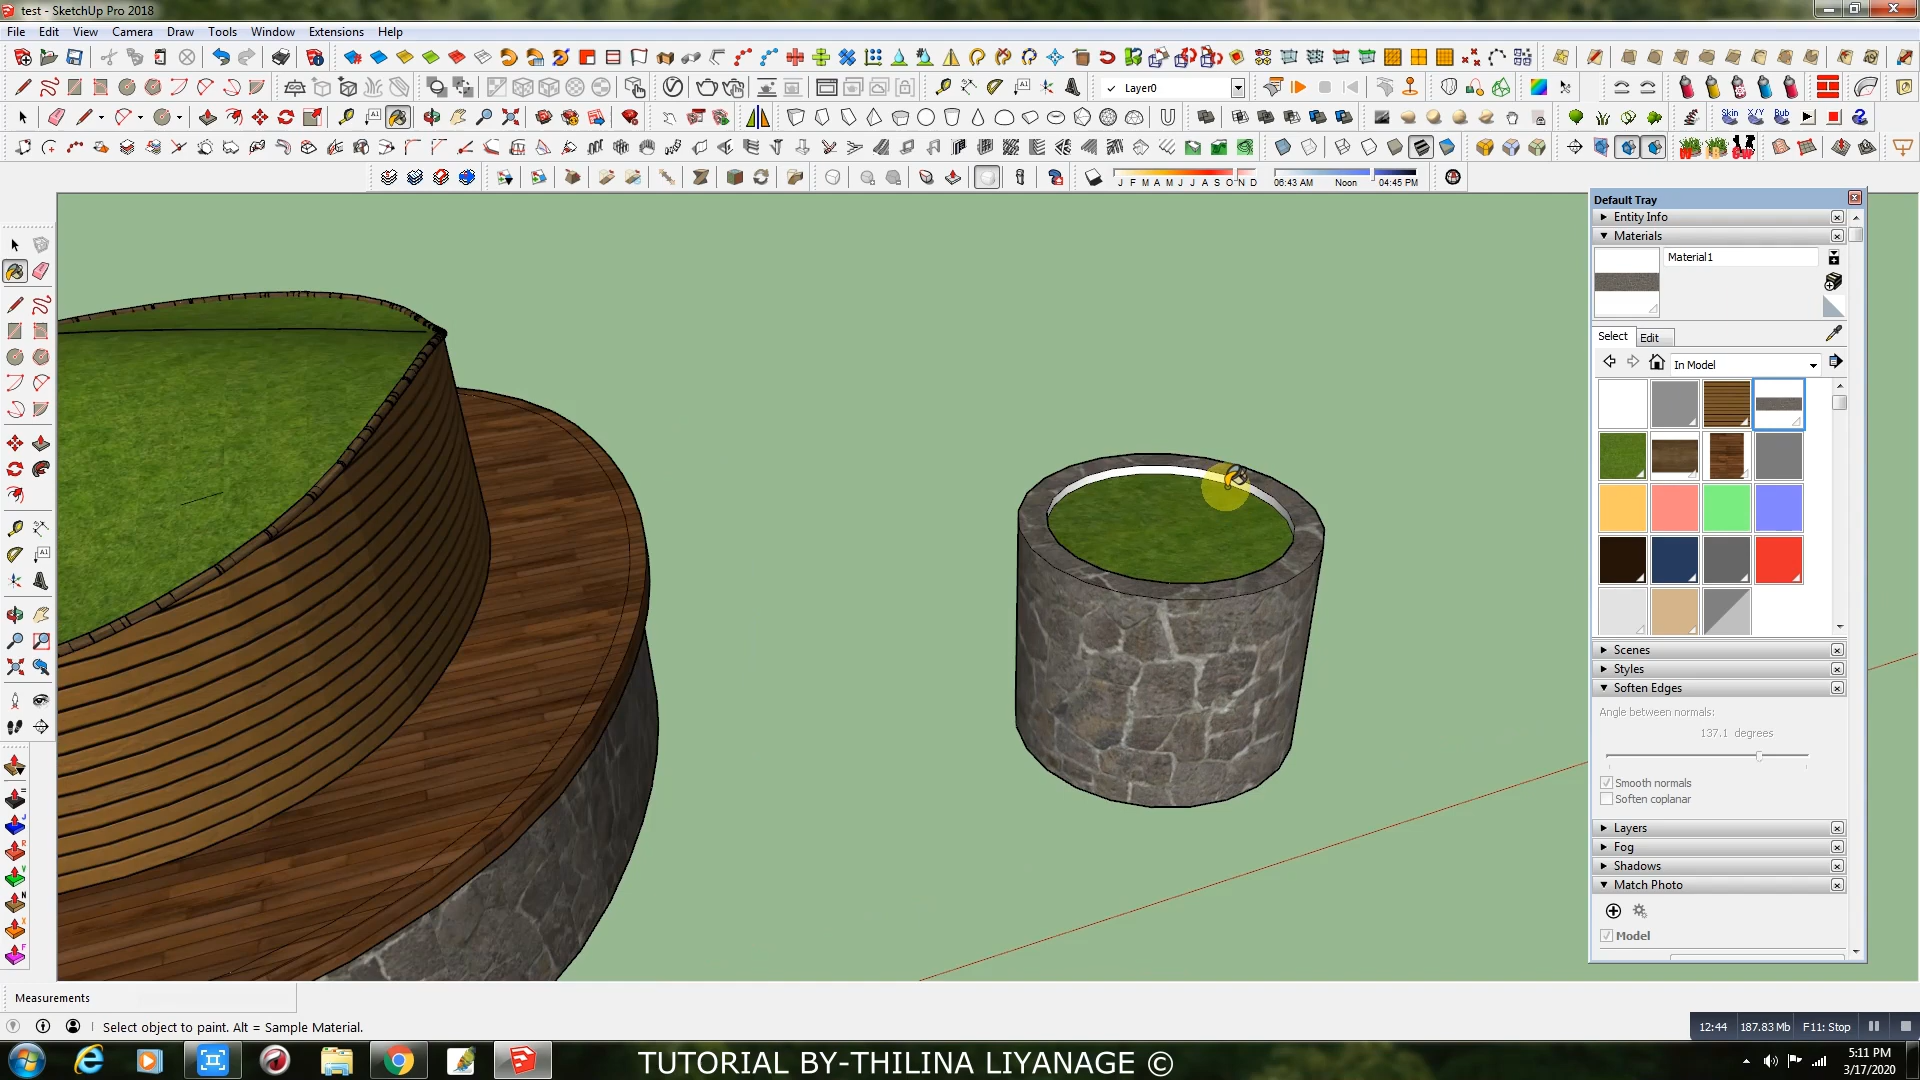 test - SketchUp Pro 2018
File Edit View Camera Draw Tools Window Extensions Help
Layer0
Skin X/Y Bub
J F M A M J J A S O N D 06:43 AM Noon 04:45 PM
Default Tray
Entity Info
Materials
Material1
Select Edit
In Model
Scenes
Styles
Soften Edges
Angle between normals:
137.1 degrees
Smooth normals
Soften coplanar
Layers
Fog
Shadows
Match Photo
Model
Measurements
Select object to paint. Alt = Sample Material.
12:44 187.83 Mb F11: Stop
TUTORIAL BY-THILINA LIYANAGE ©
5:11 PM
3/17/2020